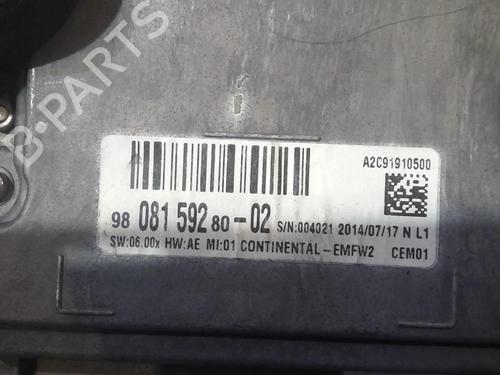 B-PARTS
A2C91910500
98 081 592 80-02 S/N:004021 2014/07/17 N L1
SW:06.00x HW:AE MI:01 CONTINENTAL-EMFW2 CEM01